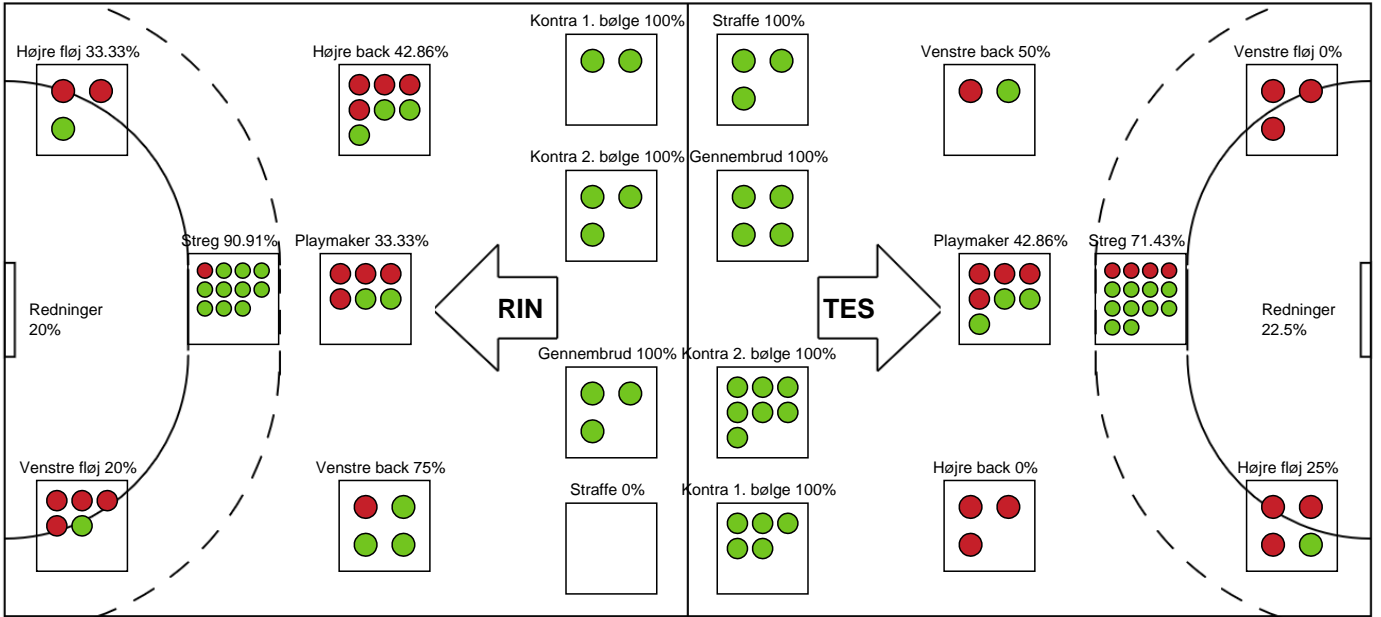 Kontra 1. bølge 100%
Straffe 100%
Højre fløj 33.33%
Højre back 42.86%
Venstre back 50%
Venstre fløj 0%
Kontra 2. bølge 100%
Gennembrud 100%
Streg 90.91%
Playmaker 33.33%
Playmaker 42.86%
Streg 71.43%
Redninger
20%
RIN
TES
Redninger
22.5%
Gennembrud 100%
Kontra 2. bølge 100%
Venstre fløj 20%
Venstre back 75%
Højre back 0%
Højre fløj 25%
Straffe 0%
Kontra 1. bølge 100%